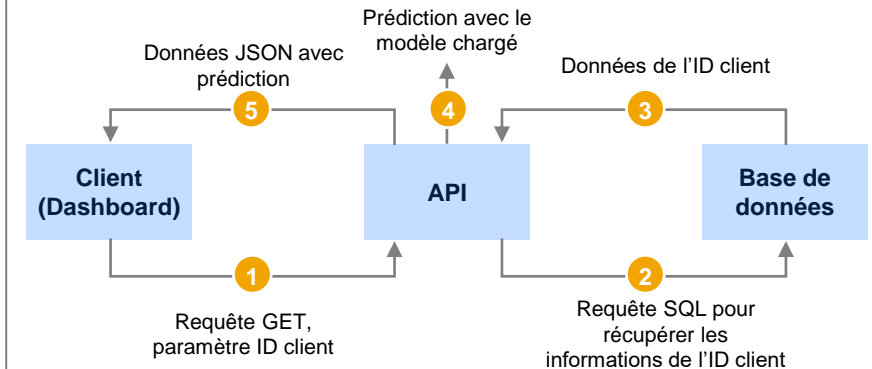 Prédiction avec le
modèle chargé
Données JSON avec
prédiction
Données de l'ID client
5
4
3
Client
(Dashboard)
API
Base de
données
1
2
Requête GET,
paramètre ID client
Requête SQL pour
récupérer les
informations de l'ID client